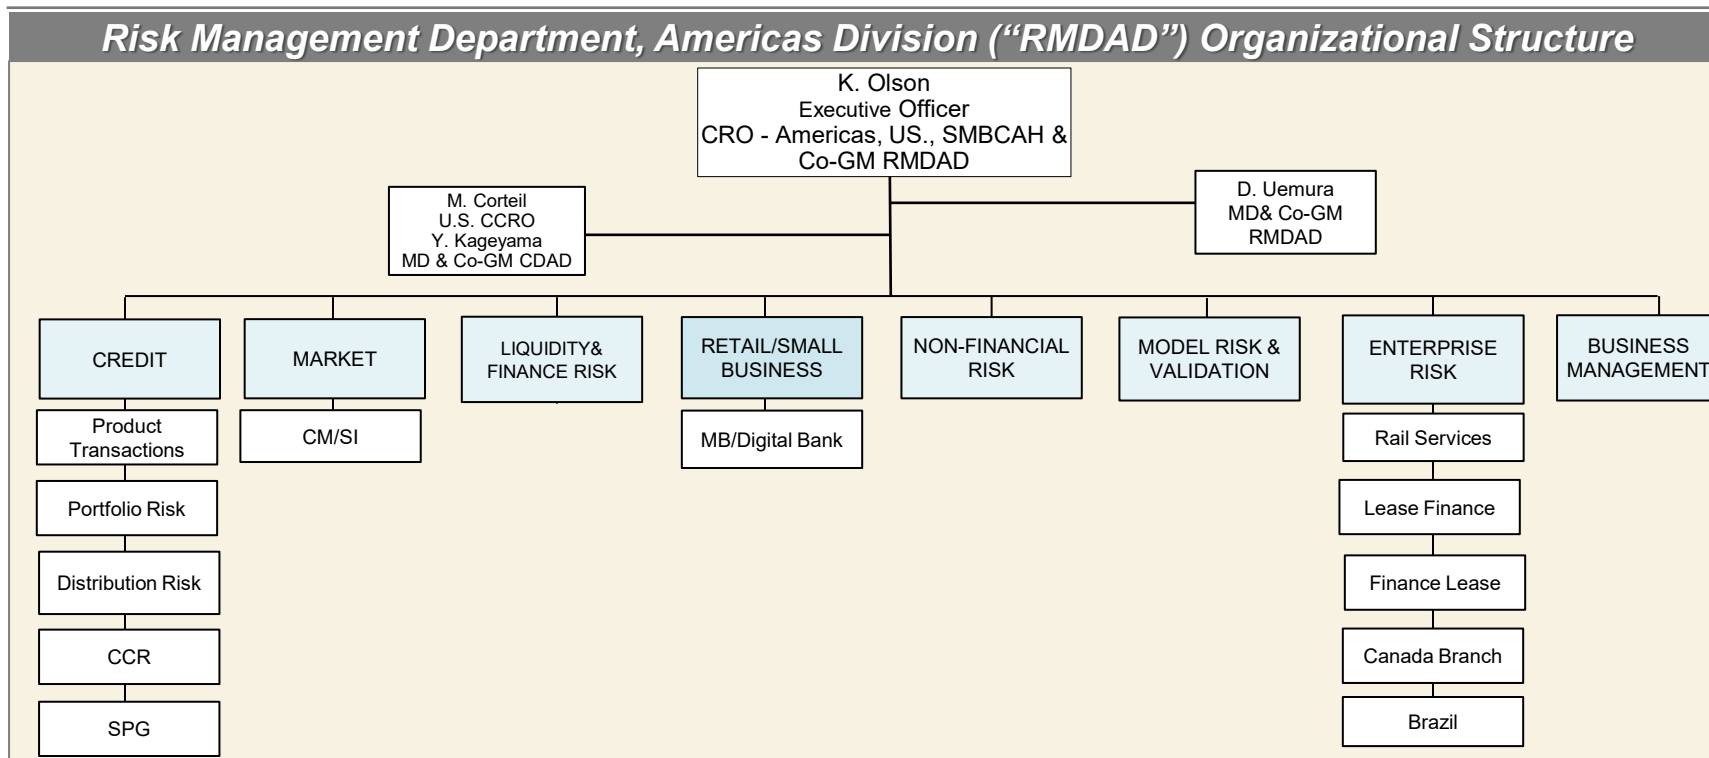 Risk Management Department, Americas Division (“RMDAD”) Organizational Structure
K. Olson
Executive Officer
CRO - Americas, US., SMBCAH &
Co-GM RMDAD
M. Corteil
U.S. CCRO
Y. Kageyama
MD & Co-GM CDAD
D. Uemura
MD& Co-GM
RMDAD
CREDIT
MARKET
LIQUIDITY&
FINANCE RISK
RETAIL/SMALL
BUSINESS
NON-FINANCIAL
RISK
MODEL RISK &
VALIDATION
ENTERPRISE
RISK
BUSINESS
MANAGEMENT
Product
Transactions
Portfolio Risk
Distribution Risk
CCR
SPG
CM/SI
MB/Digital Bank
Rail Services
Lease Finance
Finance Lease
Canada Branch
Brazil